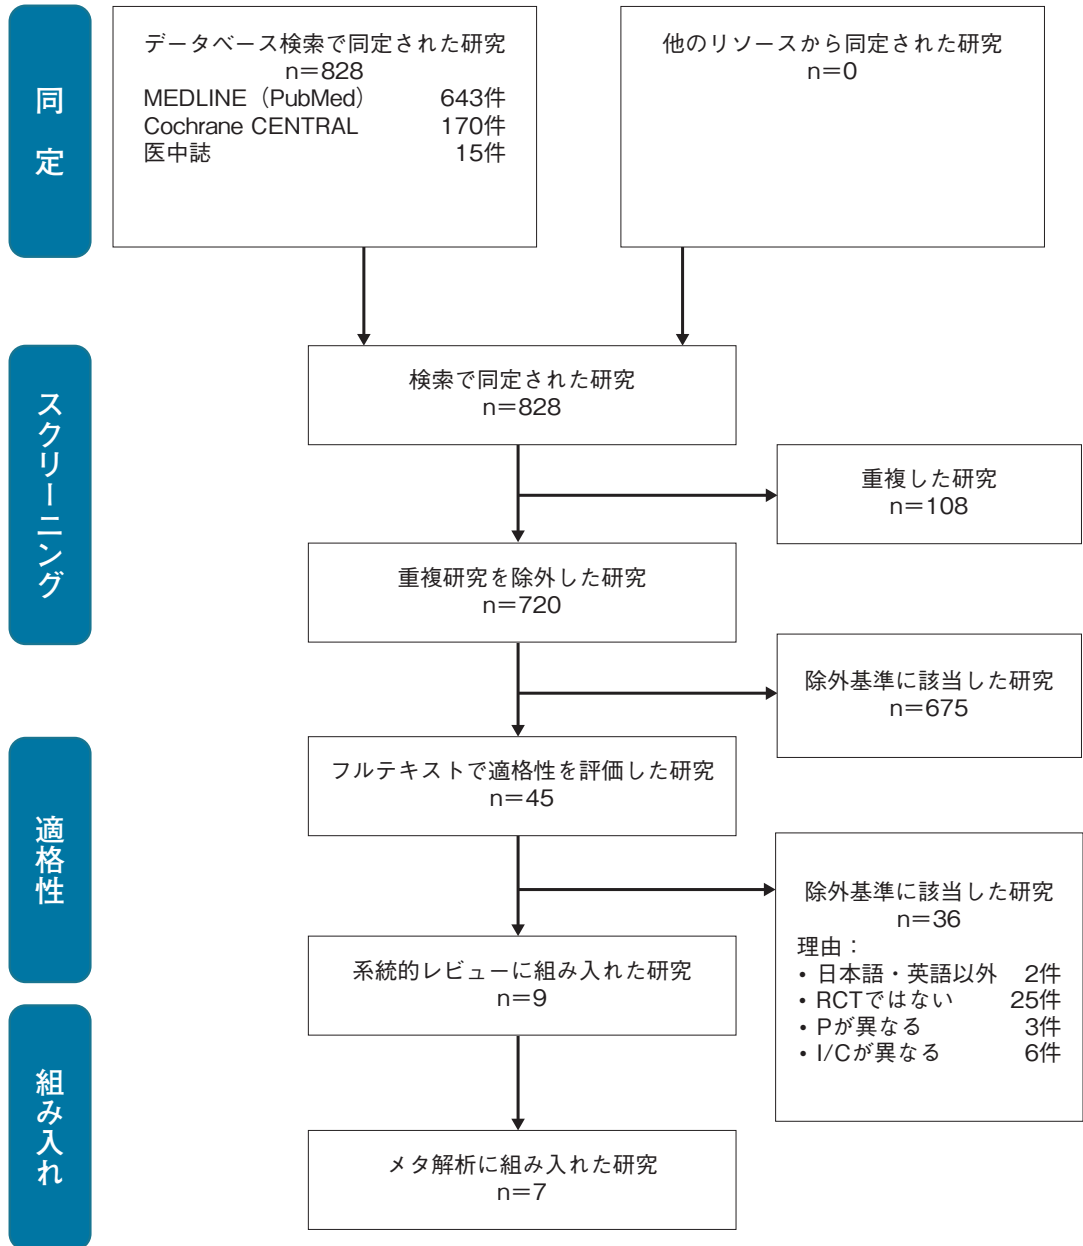 同定
データベース検索で同定された研究
n＝828
MEDLINE（PubMed） 643件
Cochrane CENTRAL 170件
医中誌 15件
他のリソースから同定された研究
n＝0
スクリーニング
検索で同定された研究
n＝828
重複した研究
n＝108
重複研究を除外した研究
n＝720
除外基準に該当した研究
n＝675
適格性
フルテキストで適格性を評価した研究
n＝45
除外基準に該当した研究
n＝36
理由：
・日本語・英語以外 2件
・RCTではない 25件
・Pが異なる 3件
・I/Cが異なる 6件
系統的レビューに組み入れた研究
n＝9
組み入れ
メタ解析に組み入れた研究
n＝7